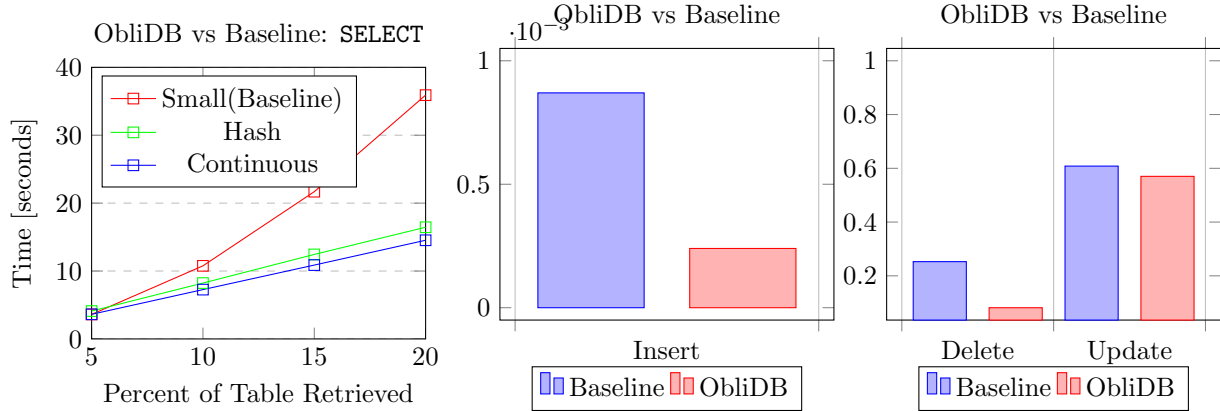 ObliDB vs Baseline: SELECT
Time [seconds]
40
30
20
10
0
Small(Baseline)
Hash
Continuous
5 10 15 20
Percent of Table Retrieved
ObliDB vs Baseline
·10⁻³
1
0.5
0
Insert
Baseline ObliDB
ObliDB vs Baseline
1
0.8
0.6
0.4
0.2
Delete Update
Baseline ObliDB